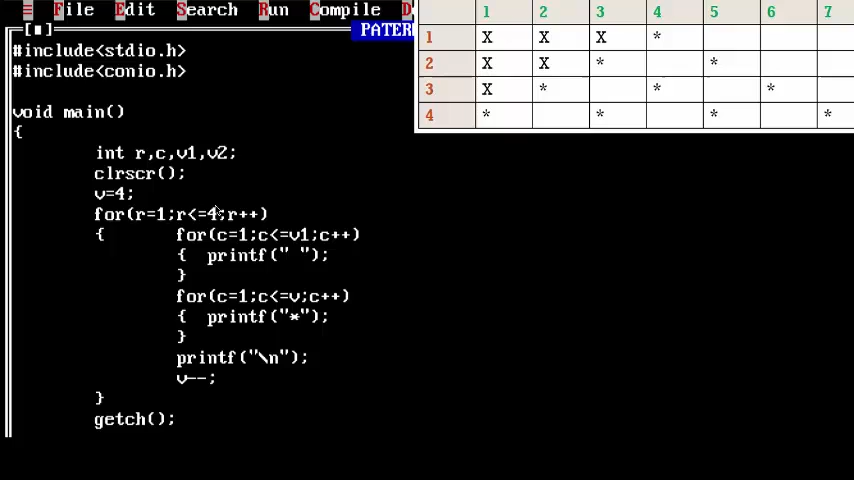 ≡ File Edit Search Run Compile D
[■] PATER
#include<stdio.h>
#include<conio.h>
void main()
{
int r,c,v1,v2;
clrscr();
v=4;
for(r=1;r<=4;r++)
{ for(c=1;c<=v1;c++)
{ printf(" ");
}
for(c=1;c<=v;c++)
{ printf("*");
}
printf("\n");
v--;
}
getch();
1 2 3 4 5 6 7
1 X X X *
2 X X * *
3 X * * *
4 * * * *